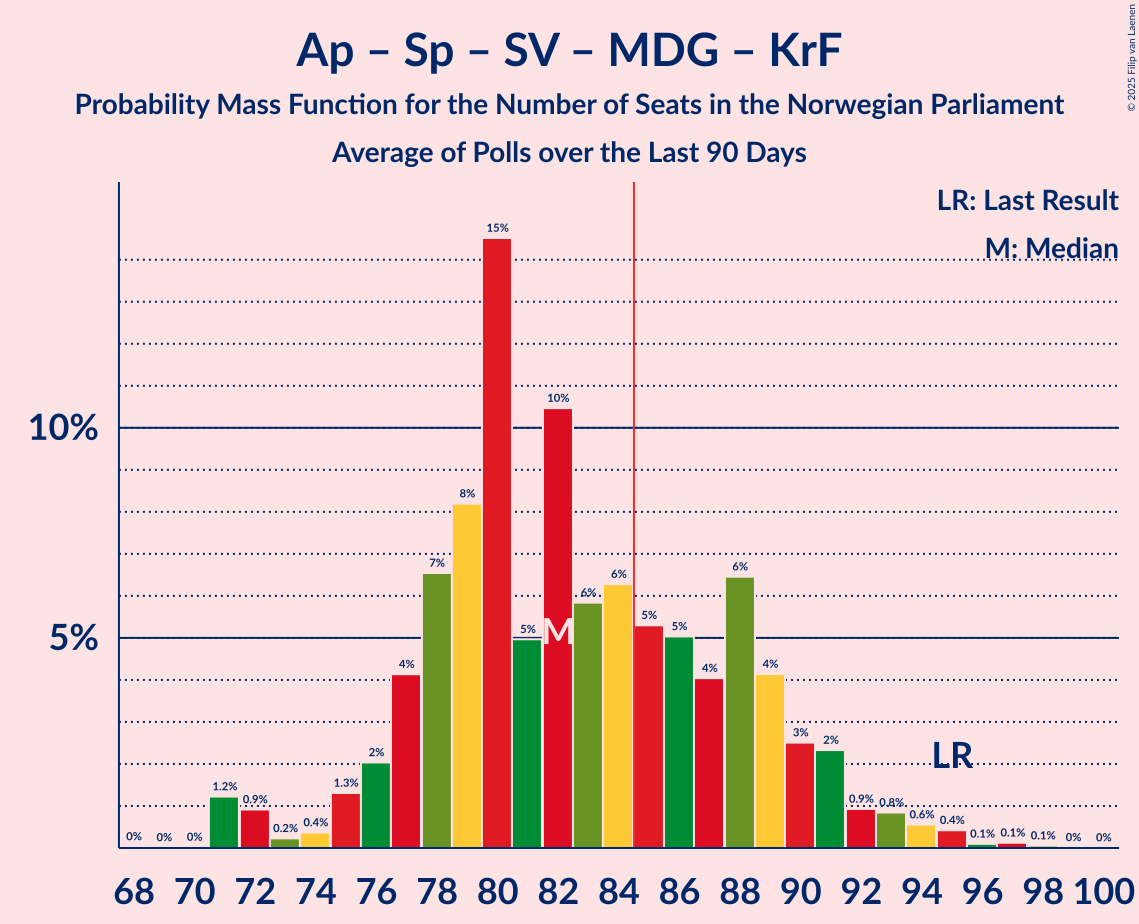 Ap – Sp – SV – MDG – KrF
Probability Mass Function for the Number of Seats in the Norwegian Parliament
Average of Polls over the Last 90 Days
© 2025 Filip van Laenen
LR: Last Result
M: Median
10%
5%
0% 0% 0% 1.2% 0.9% 0.2% 0.4% 1.3% 2% 4% 7% 8% 15% 5% 10% 6% 6% 5% 5% 4% 6% 4% 3% 2% 0.9% 0.8% 0.6% 0.4% 0.1% 0.1% 0.1% 0% 0%
M
LR
68 70 72 74 76 78 80 82 84 86 88 90 92 94 96 98 100